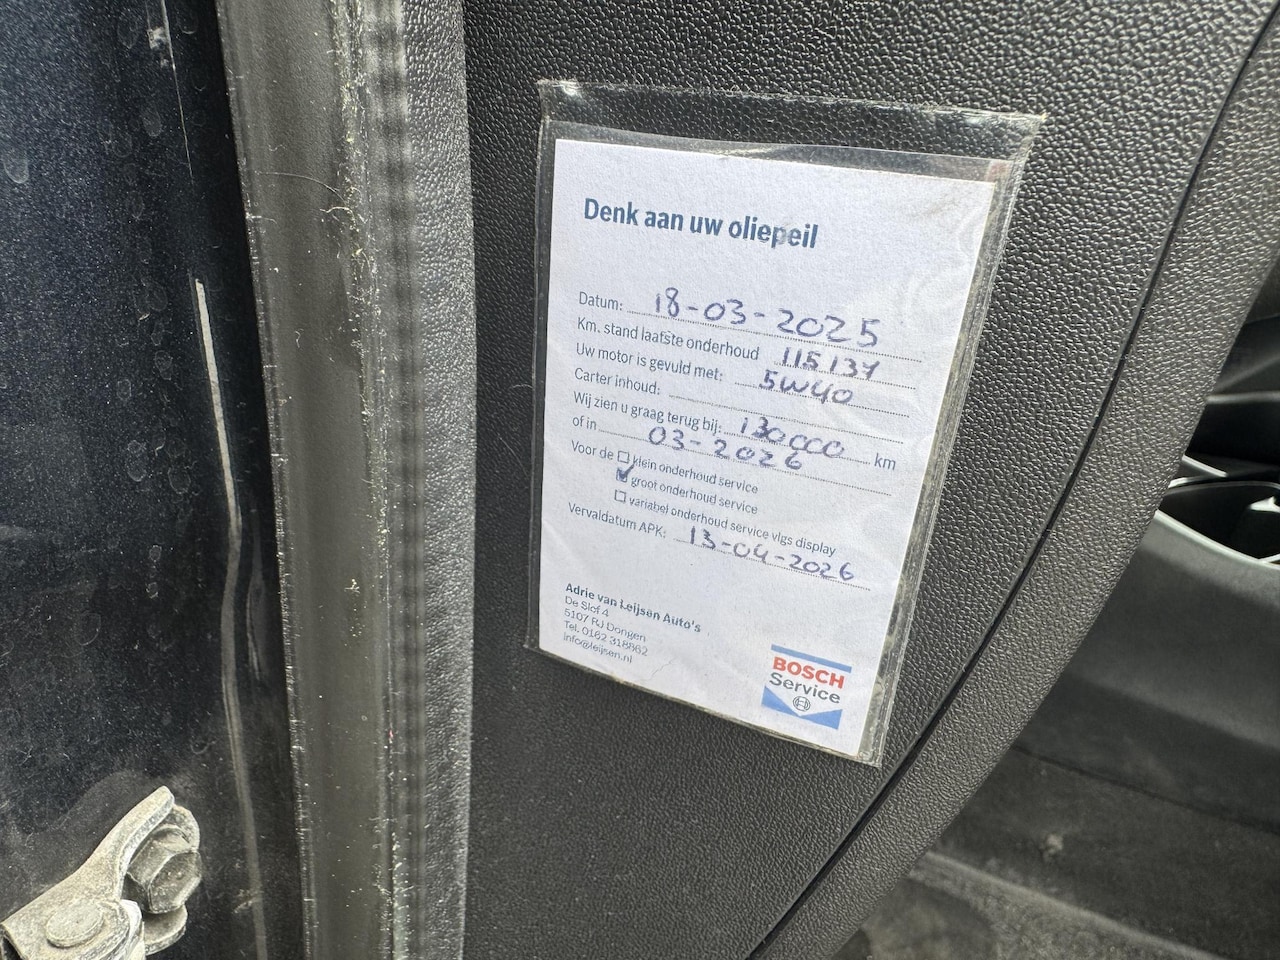 Denk aan uw oliepeil
Datum: 18-03-2025
Km. stand laatste onderhoud 115137
Uw motor is gevuld met: 5W40
Carter inhoud:
Wij zien u graag terug bij: 130000 km
of in 03-2026
Voor de ☐ klein onderhoud service
☑ groot onderhoud service
☐ variabel onderhoud service vlgs display
Vervaldatum APK: 13-04-2026
Adrie van Leijsen Auto's
De Slof 4
5107 RJ Dongen
Tel. 0162 318862
info@leijsen.nl
BOSCH
Service